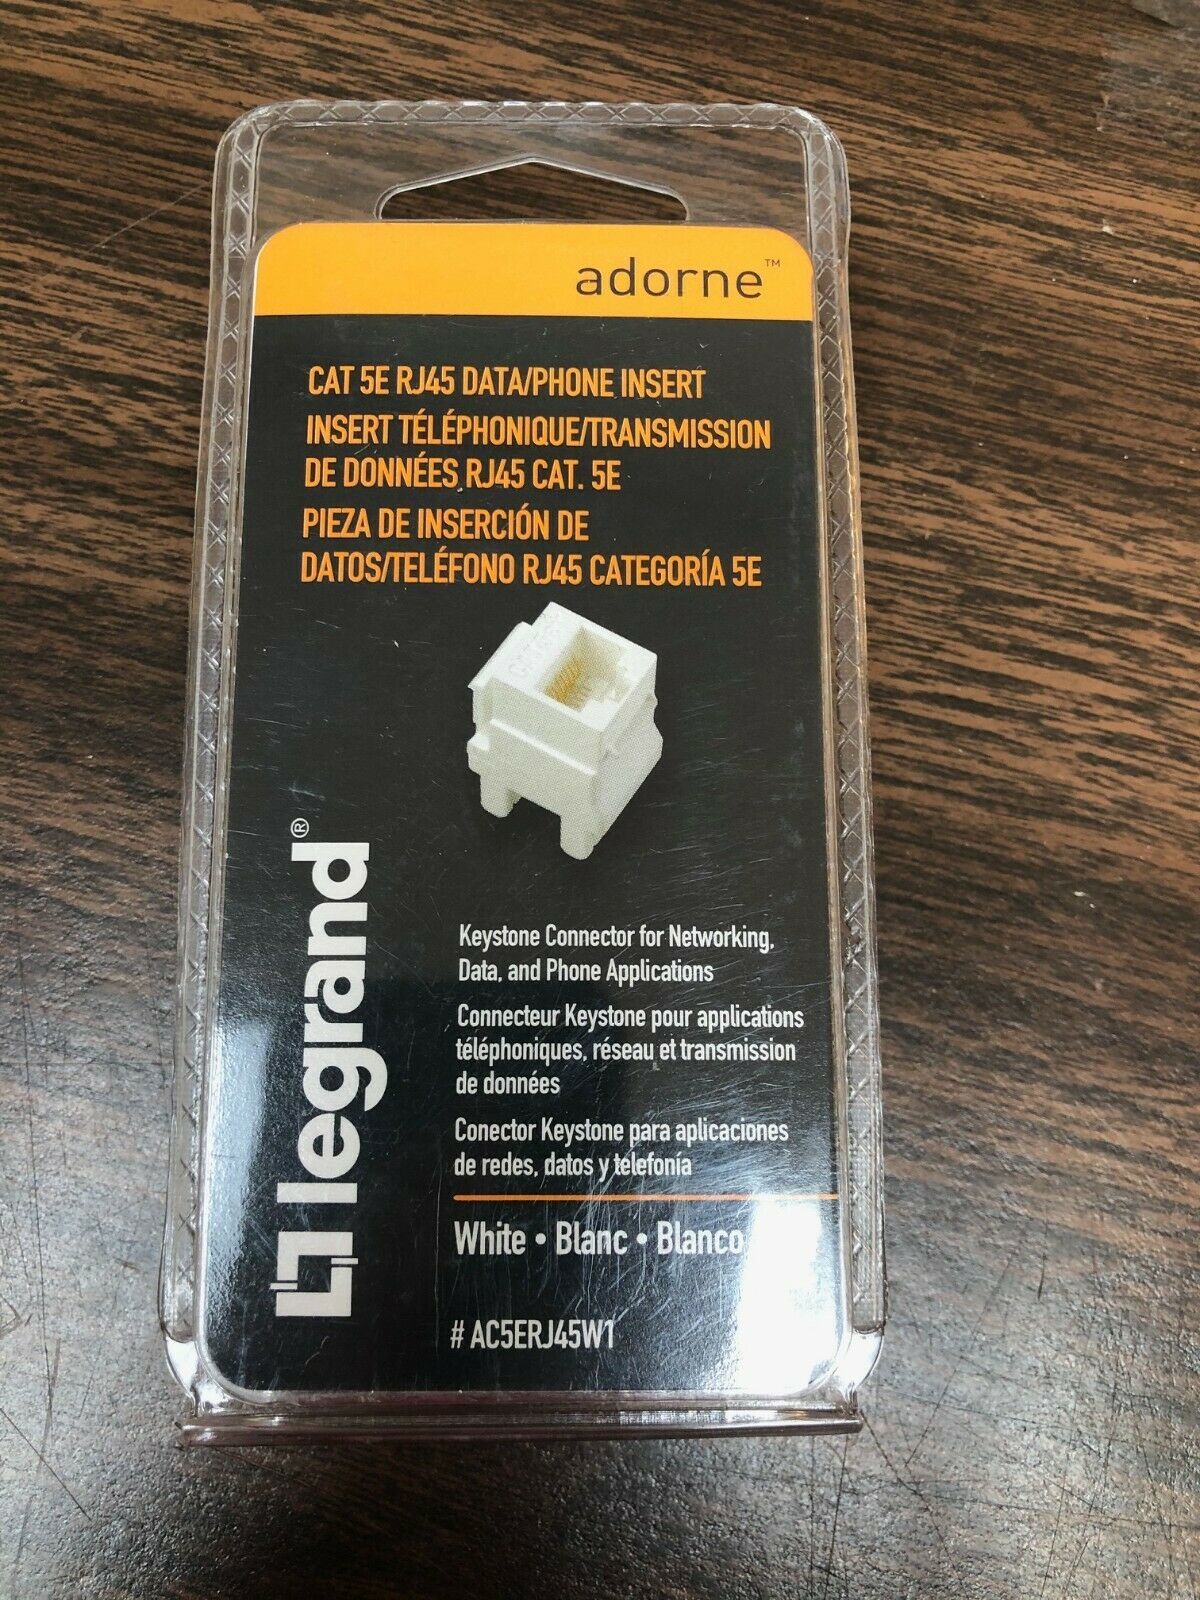 adorne™
CAT 5E RJ45 DATA/PHONE INSERT
INSERT TÉLÉPHONIQUE/TRANSMISSION
DE DONNÉES RJ45 CAT. 5E
PIEZA DE INSERCIÓN DE
DATOS/TELÉFONO RJ45 CATEGORÍA 5E
legrand®
Keystone Connector for Networking,
Data, and Phone Applications
Connecteur Keystone pour applications
téléphoniques, réseau et transmission
de données
Conector Keystone para aplicaciones
de redes, datos y telefonía
White • Blanc • Blanco
# AC5ERJ45W1